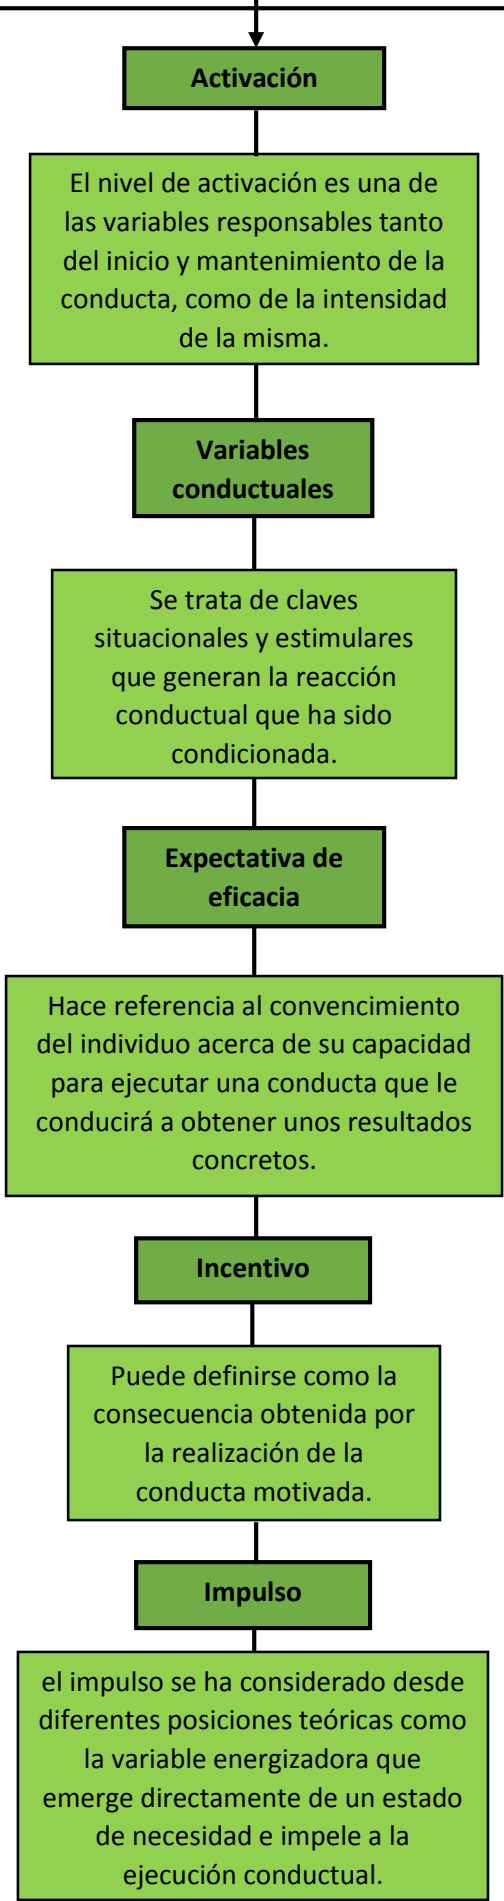 Activación
El nivel de activación es una de
las variables responsables tanto
del inicio y mantenimiento de la
conducta, como de la intensidad
de la misma.
Variables
conductuales
Se trata de claves
situacionales y estimulares
que generan la reacción
conductual que ha sido
condicionada.
Expectativa de
eficacia
Hace referencia al convencimiento
del individuo acerca de su capacidad
para ejecutar una conducta que le
conducirá a obtener unos resultados
concretos.
Incentivo
Puede definirse como la
consecuencia obtenida por
la realización de la
conducta motivada.
Impulso
el impulso se ha considerado desde
diferentes posiciones teóricas como
la variable energizadora que
emerge directamente de un estado
de necesidad e impele a la
ejecución conductual.